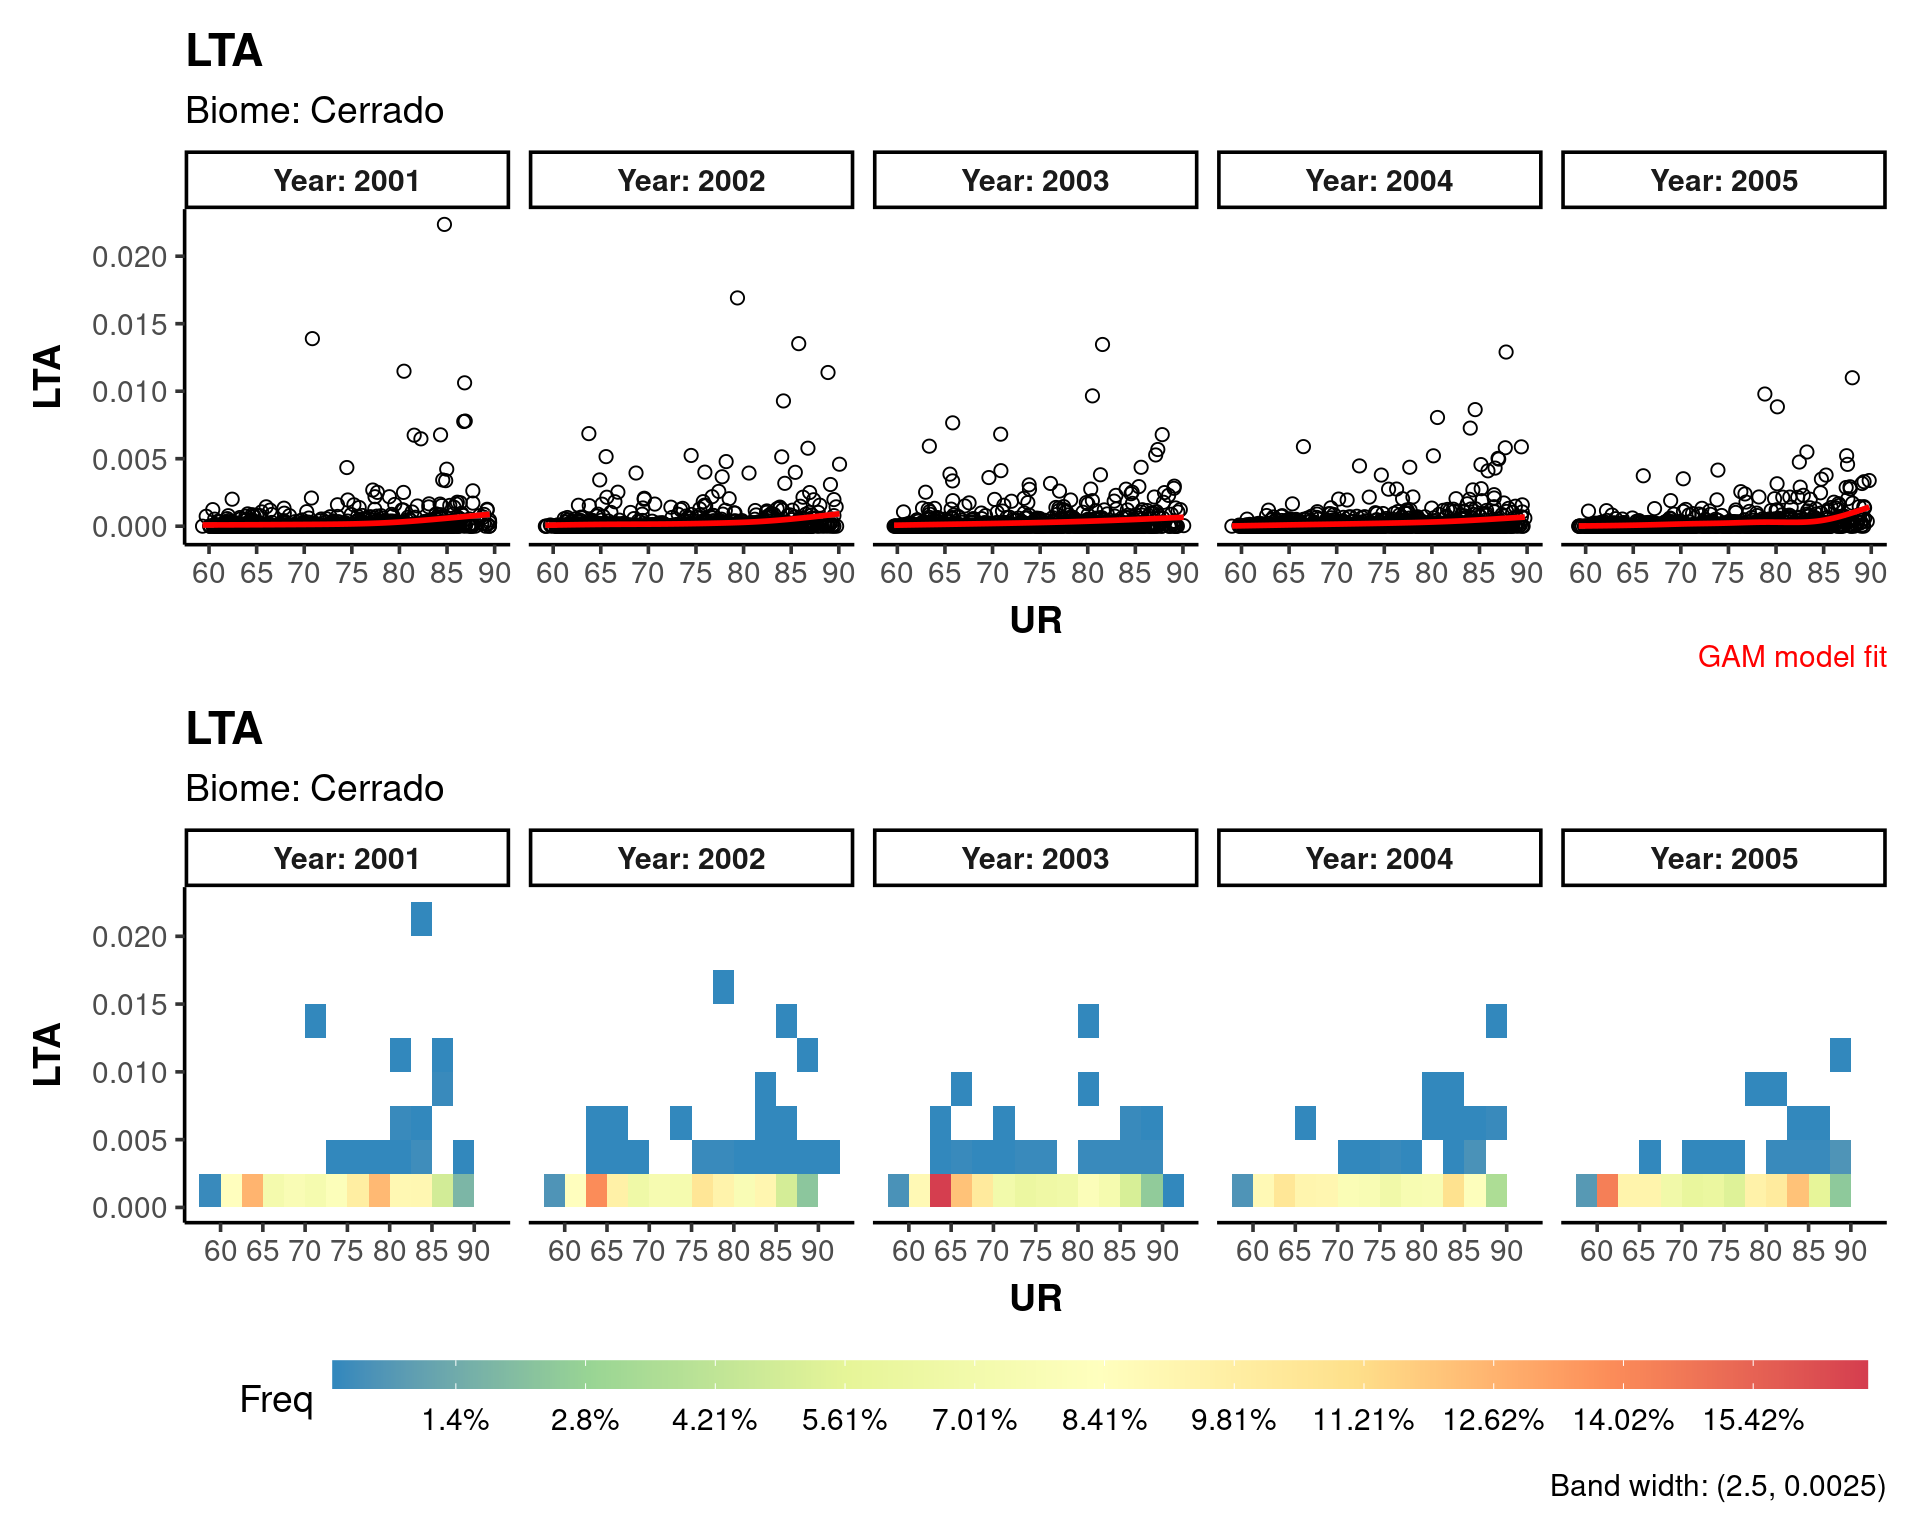 LTA
Biome: Cerrado
Year: 2001 Year: 2002 Year: 2003 Year: 2004 Year: 2005
0.020
0.015
0.010
0.005
0.000
LTA
60 65 70 75 80 85 90 60 65 70 75 80 85 90 60 65 70 75 80 85 90 60 65 70 75 80 85 90 60 65 70 75 80 85 90
UR
GAM model fit
LTA
Biome: Cerrado
Year: 2001 Year: 2002 Year: 2003 Year: 2004 Year: 2005
0.020
0.015
0.010
0.005
0.000
LTA
60 65 70 75 80 85 90 60 65 70 75 80 85 90 60 65 70 75 80 85 90 60 65 70 75 80 85 90 60 65 70 75 80 85 90
UR
Freq
1.4% 2.8% 4.21% 5.61% 7.01% 8.41% 9.81% 11.21% 12.62% 14.02% 15.42%
Band width: (2.5, 0.0025)